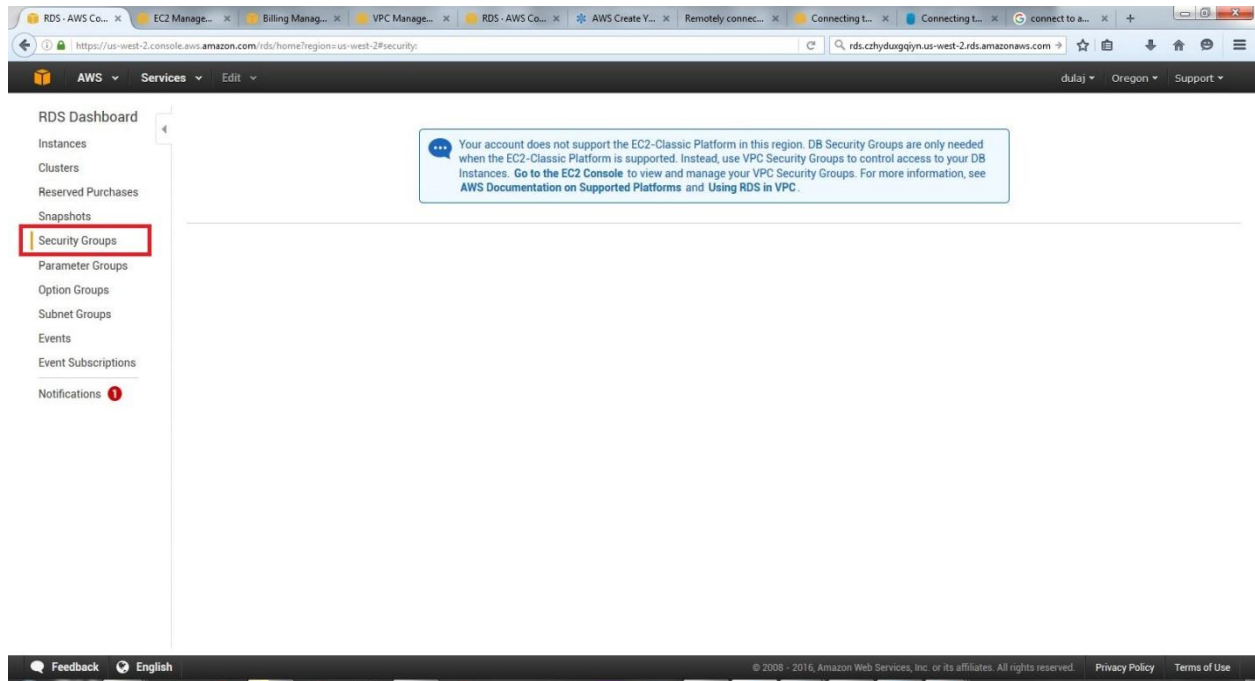 RDS - AWS Co...
EC2 Manage...
Billing Manag...
VPC Manage...
RDS - AWS Co...
AWS Create Y...
Remotely connec...
Connecting t...
Connecting t...
connect to a...
https://us-west-2.console.aws.amazon.com/rds/home?region=us-west-2#security:
rds.czhyduxgqiyn.us-west-2.rds.amazonaws.com
AWS
Services
Edit
dulaj
Oregon
Support
RDS Dashboard
Instances
Clusters
Reserved Purchases
Snapshots
Security Groups
Parameter Groups
Option Groups
Subnet Groups
Events
Event Subscriptions
Notifications 1
Your account does not support the EC2-Classic Platform in this region. DB Security Groups are only needed
when the EC2-Classic Platform is supported. Instead, use VPC Security Groups to control access to your DB
Instances. Go to the EC2 Console to view and manage your VPC Security Groups. For more information, see
AWS Documentation on Supported Platforms and Using RDS in VPC.
Feedback
English
© 2008 - 2016, Amazon Web Services, Inc. or its affiliates. All rights reserved.
Privacy Policy
Terms of Use